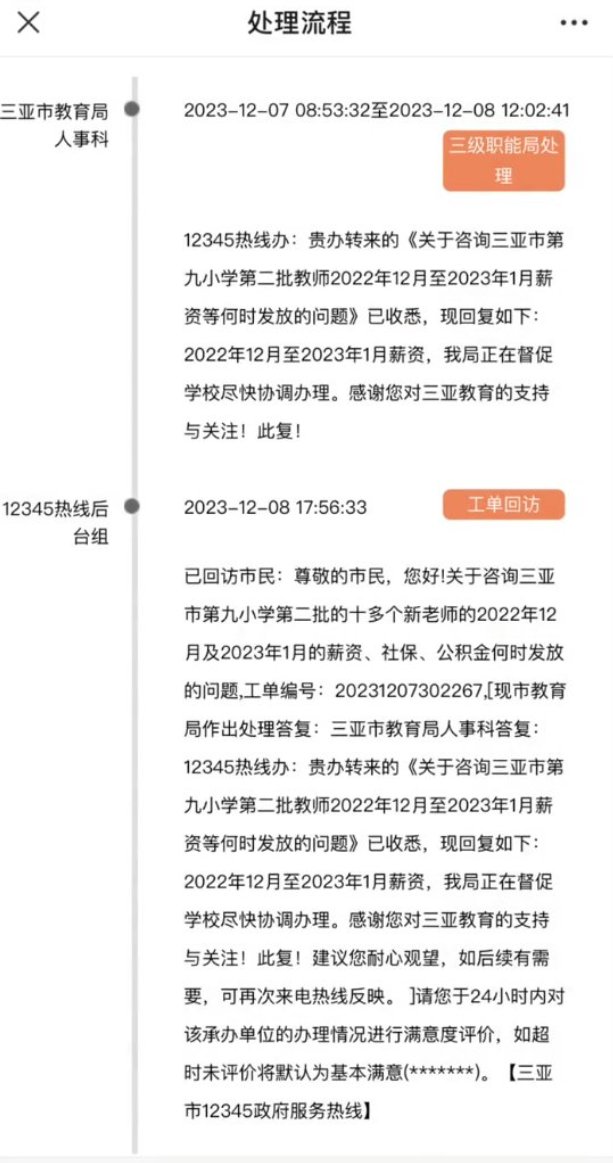 处理流程
三亚市教育局
人事科
2023-12-07 08:53:32至2023-12-08 12:02:41
三级职能局处
理
12345热线办：贵办转来的《关于咨询三亚市第
九小学第二批教师2022年12月至2023年1月薪
资等何时发放的问题》已收悉，现回复如下：
2022年12月至2023年1月薪资，我局正在督促
学校尽快协调办理。感谢您对三亚教育的支持
与关注！此复！
12345热线后
台组
2023-12-08 17:56:33
工单回访
已回访市民：尊敬的市民，您好!关于咨询三亚
市第九小学第二批的十多个新老师的2022年12
月及2023年1月的薪资、社保、公积金何时发放
的问题,工单编号：20231207302267,[现市教育
局作出处理答复：三亚市教育局人事科答复：
12345热线办：贵办转来的《关于咨询三亚市第
九小学第二批教师2022年12月至2023年1月薪
资等何时发放的问题》已收悉，现回复如下：
2022年12月至2023年1月薪资，我局正在督促
学校尽快协调办理。感谢您对三亚教育的支持
与关注！此复！建议您耐心观望，如后续有需
要，可再次来电热线反映。]请您于24小时内对
该承办单位的办理情况进行满意度评价，如超
时未评价将默认为基本满意(*******)。【三亚
市12345政府服务热线】